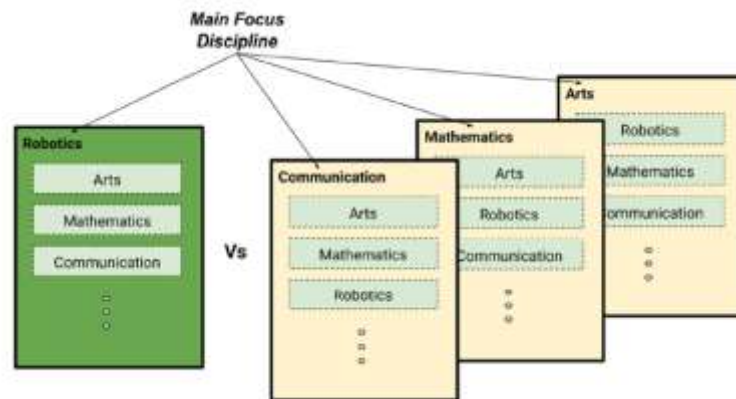 Main Focus
Discipline
Robotics
Arts
Mathematics
Communication
Vs
Communication
Arts
Mathematics
Robotics
Mathematics
Arts
Robotics
Communication
Arts
Robotics
Mathematics
Communication